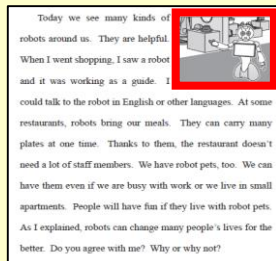 Today we see many kinds of
robots around us. They are helpful.
When I went shopping, I saw a robot
and it was working as a guide. I
could talk to the robot in English or other languages. At some
restaurants, robots bring our meals. They can carry many
plates at one time. Thanks to them, the restaurant doesn't
need a lot of staff members. We have robot pets, too. We can
have them even if we are busy with work or we live in small
apartments. People will have fun if they live with robot pets.
As I explained, robots can change many people's lives for the
better. Do you agree with me? Why or why not?